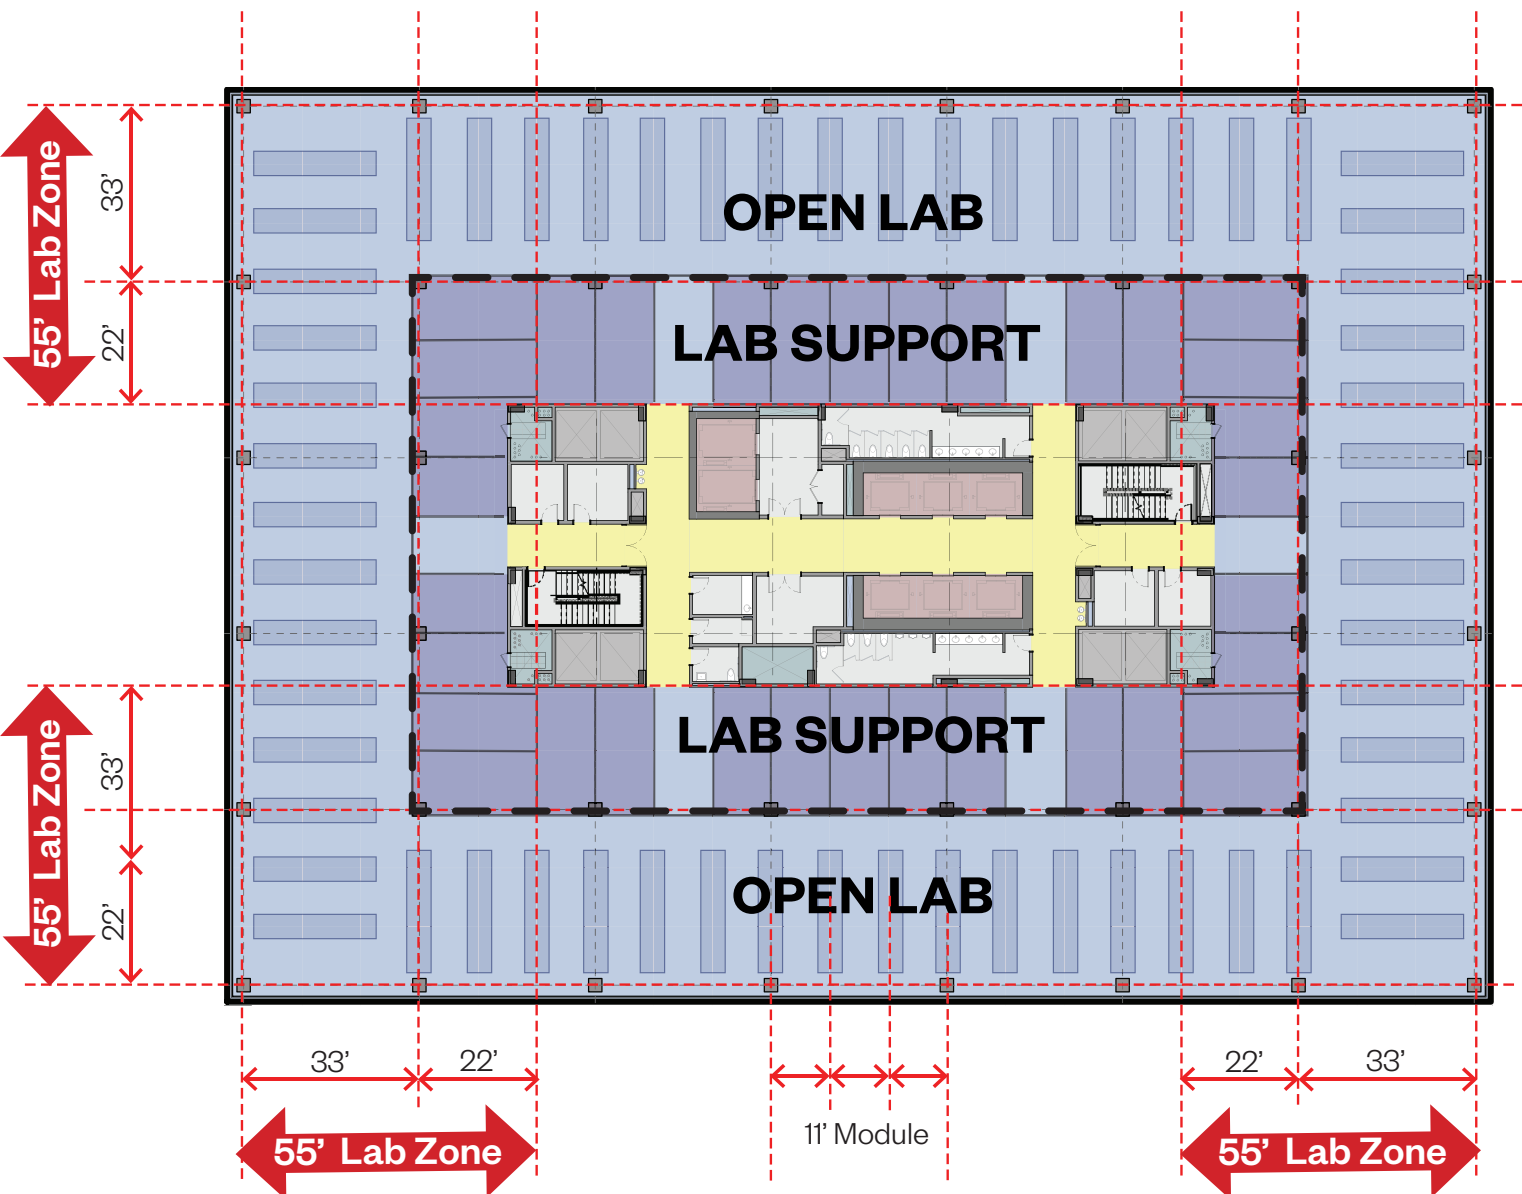 OPEN LAB
55’ Lab Zone
33’
22’
LAB SUPPORT
LAB SUPPORT
55’ Lab Zone
33’
22’
OPEN LAB
33’
22’
22’
33’
11’ Module
55’ Lab Zone
55’ Lab Zone